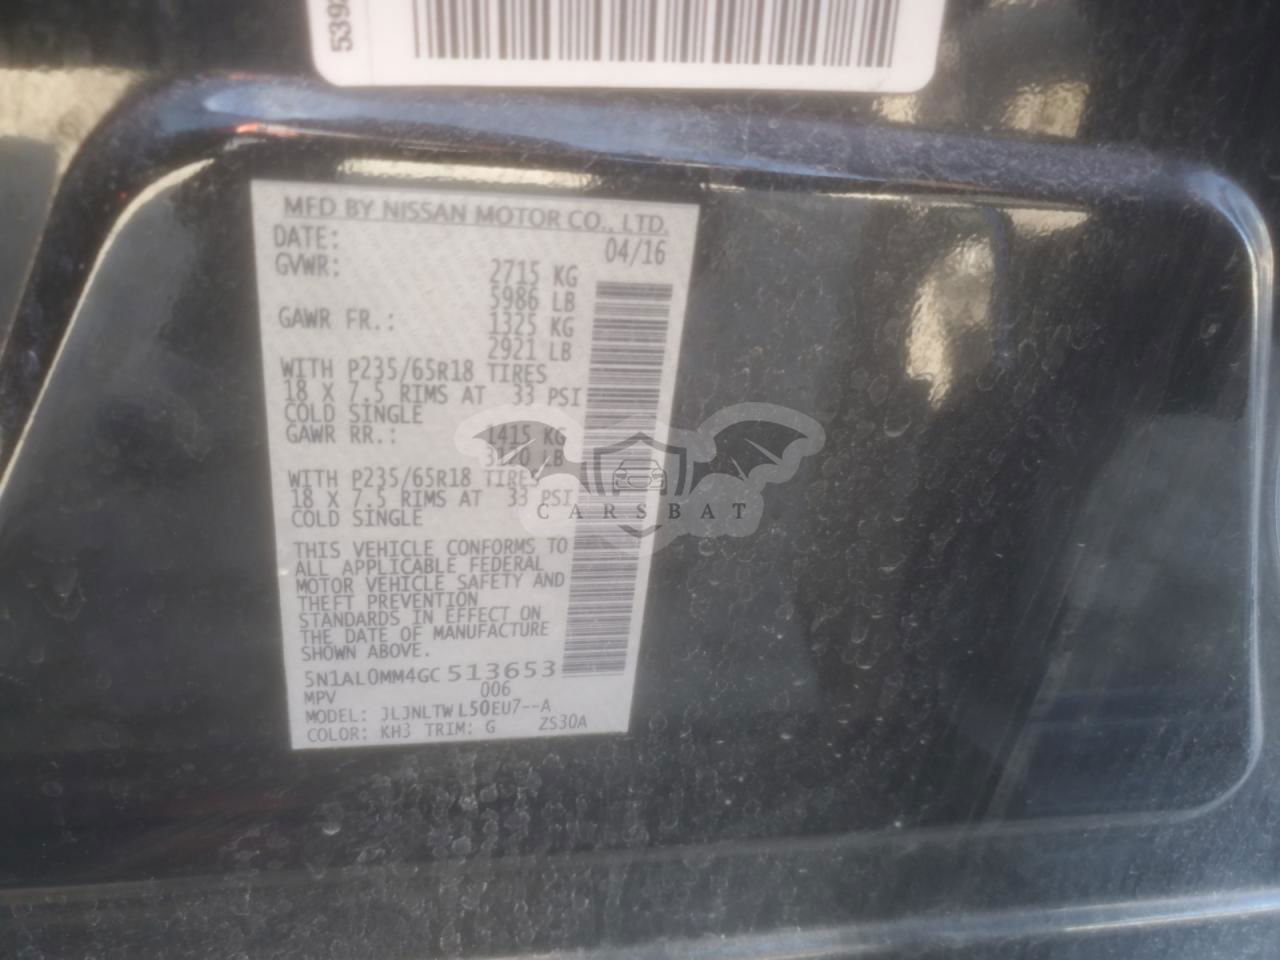 MFD BY NISSAN MOTOR CO., LTD.
DATE: 04/16
GVWR: 2715 KG
5986 LB
GAWR FR.: 1325 KG
2921 LB
WITH P235/65R18 TIRES
18 X 7.5 RIMS AT 33 PSI
COLD SINGLE
GAWR RR.: 1415 KG
3120 LB
WITH P235/65R18 TIRES
18 X 7.5 RIMS AT 33 PSI
COLD SINGLE
THIS VEHICLE CONFORMS TO
ALL APPLICABLE FEDERAL
MOTOR VEHICLE SAFETY AND
THEFT PREVENTION
STANDARDS IN EFFECT ON
THE DATE OF MANUFACTURE
SHOWN ABOVE.
5N1AL0MM4GC513653
MPV 006
MODEL: JLJNLTWL50EU7--A
COLOR: KH3 TRIM: G ZS30A
CARSBAT